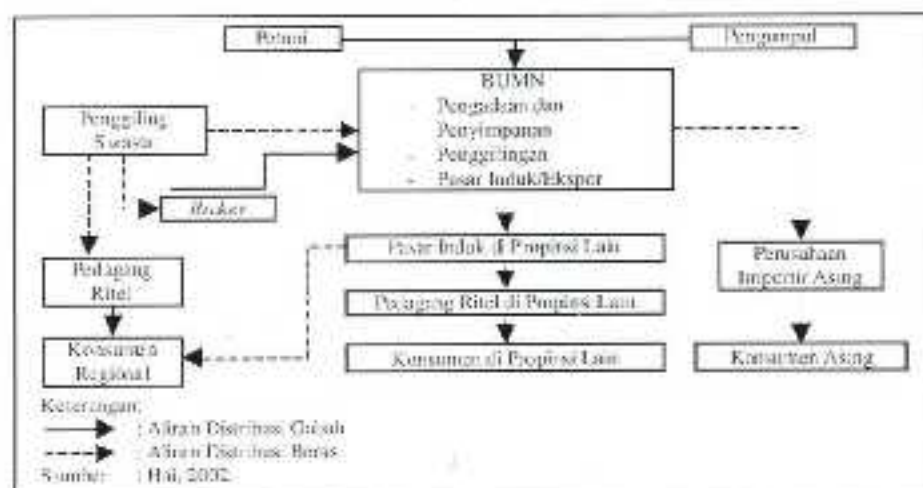 Petani
Pengumpul
BUMN
- Pengadaan dan
Penyimpanan
- Penggilingan
- Pasar Induk/Ekspor
Penggiling
Swasta
Broker
Pedagang
Ritel
Konsumen
Regional
Pasar Induk di Propinsi Lain
Pedagang Ritel di Propinsi Lain
Konsumen di Propinsi Lain
Perusahaan
Importir Asing
Konsumen Asing
Keterangan:
: Aliran Distribusi Gabah
: Aliran Distribusi Beras
Sumber : Hai, 2002